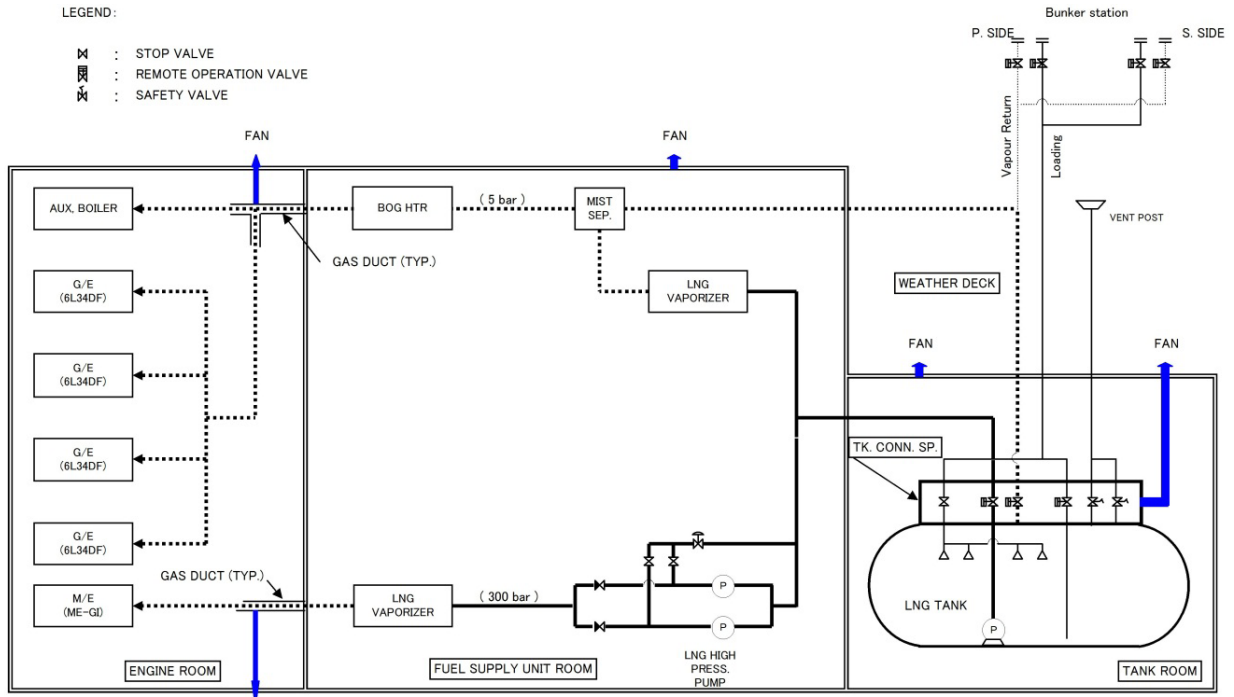 LEGEND:
: STOP VALVE
: REMOTE OPERATION VALVE
: SAFETY VALVE
Bunker station
P. SIDE
S. SIDE
Vapour Return
Loading
FAN
FAN
AUX, BOILER
BOG HTR
( 5 bar )
MIST
SEP.
VENT POST
GAS DUCT (TYP.)
G/E
(6L34DF)
LNG
VAPORIZER
WEATHER DECK
FAN
FAN
G/E
(6L34DF)
G/E
(6L34DF)
TK. CONN. SP.
G/E
(6L34DF)
GAS DUCT (TYP.)
M/E
(ME-GI)
LNG
VAPORIZER
( 300 bar )
P
P
LNG HIGH
PRESS.
PUMP
LNG TANK
P
ENGINE ROOM
FUEL SUPPLY UNIT ROOM
TANK ROOM